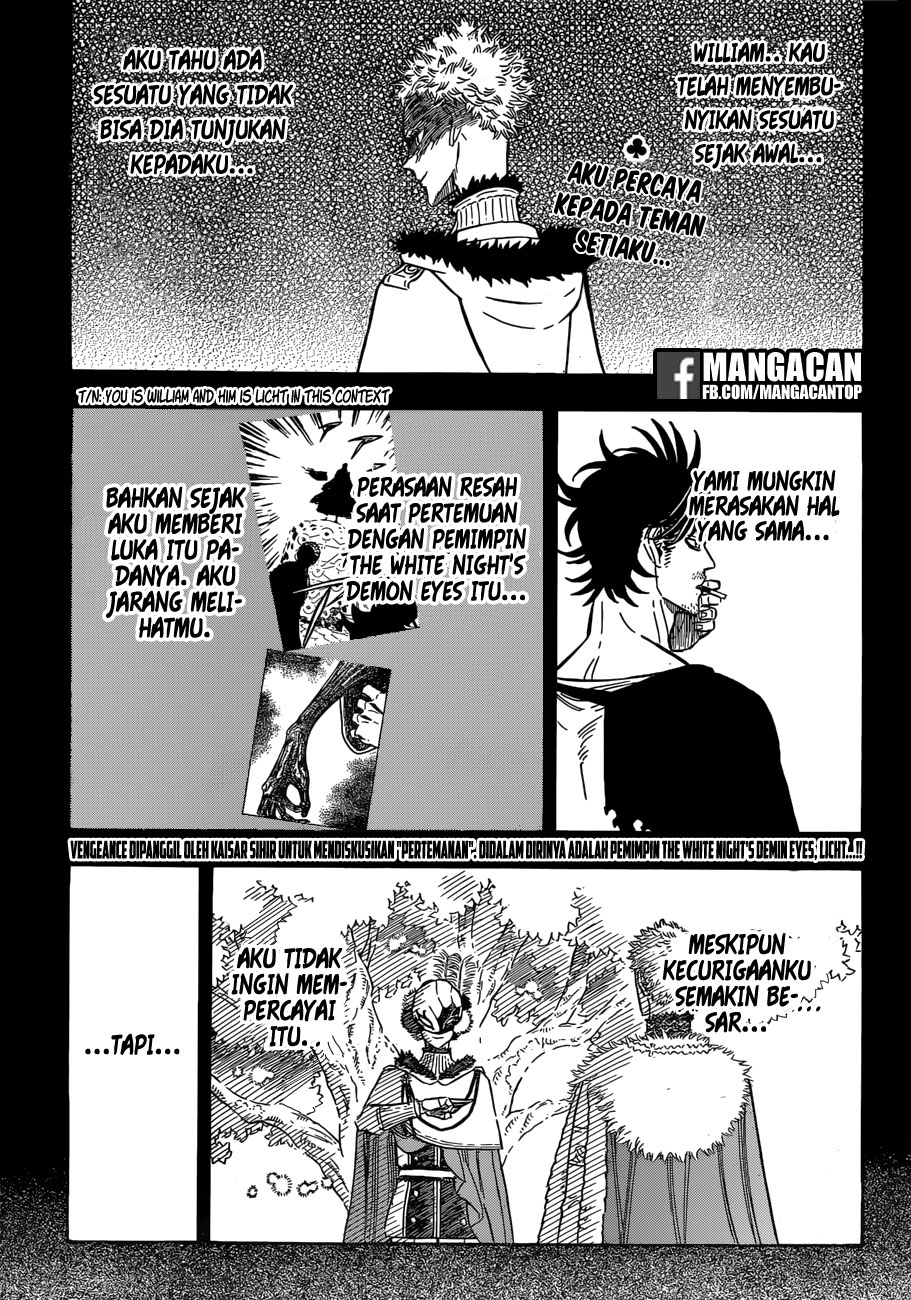 WILLIAM.. KAU
TELAH MENYEMBU-
NYIKAN SESUATU
SEJAK AWAL...
AKU PERCAYA
KEPADA TEMAN
SETIAKU...
AKU TAHU ADA
SESUATU YANG TIDAK
BISA DIA TUNJUKAN
KEPADAKU...
MANGACAN
FB.COM/MANGACANTOP
T/N: YOU IS WILLIAM AND HIM IS LICHT IN THIS CONTEXT
YAMI MUNGKIN
MERASAKAN HAL
YANG SAMA...
PERASAAN RESAH
SAAT PERTEMUAN
DENGAN PEMIMPIN
THE WHITE NIGHT'S
DEMON EYES ITU...
BAHKAN SEJAK
AKU MEMBERI
LUKA ITU PA-
DANYA. AKU
JARANG MELI-
HATMU.
VENGEANCE DIPANGGIL OLEH KAISAR SIHIR UNTUK MENDISKUSIKAN "PERTEMANAN". DIDALAM DIRINYA ADALAH PEMIMPIN THE WHITE NIGHT'S DEMIN EYES, LICHT...!!
MESKIPUN
KECURIGAANKU
SEMAKIN BE-
SAR...
AKU TIDAK
INGIN MEM-
PERCAYAI
ITU.
...TAPI...